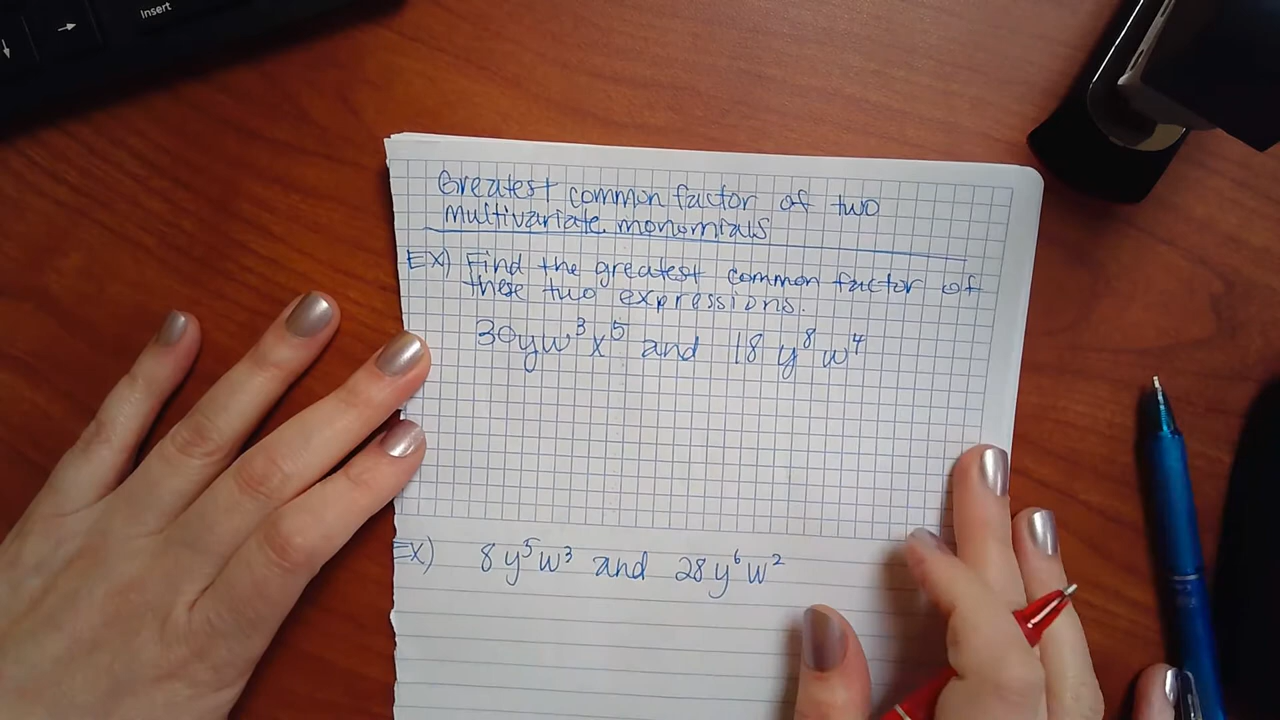 Insert
Greatest common factor of two
multivariate monomials
EX) Find the greatest common factor of
these two expressions.
30yw³x⁵ and 18y⁸w⁴
EX) 8y⁵w³ and 28y⁶w²